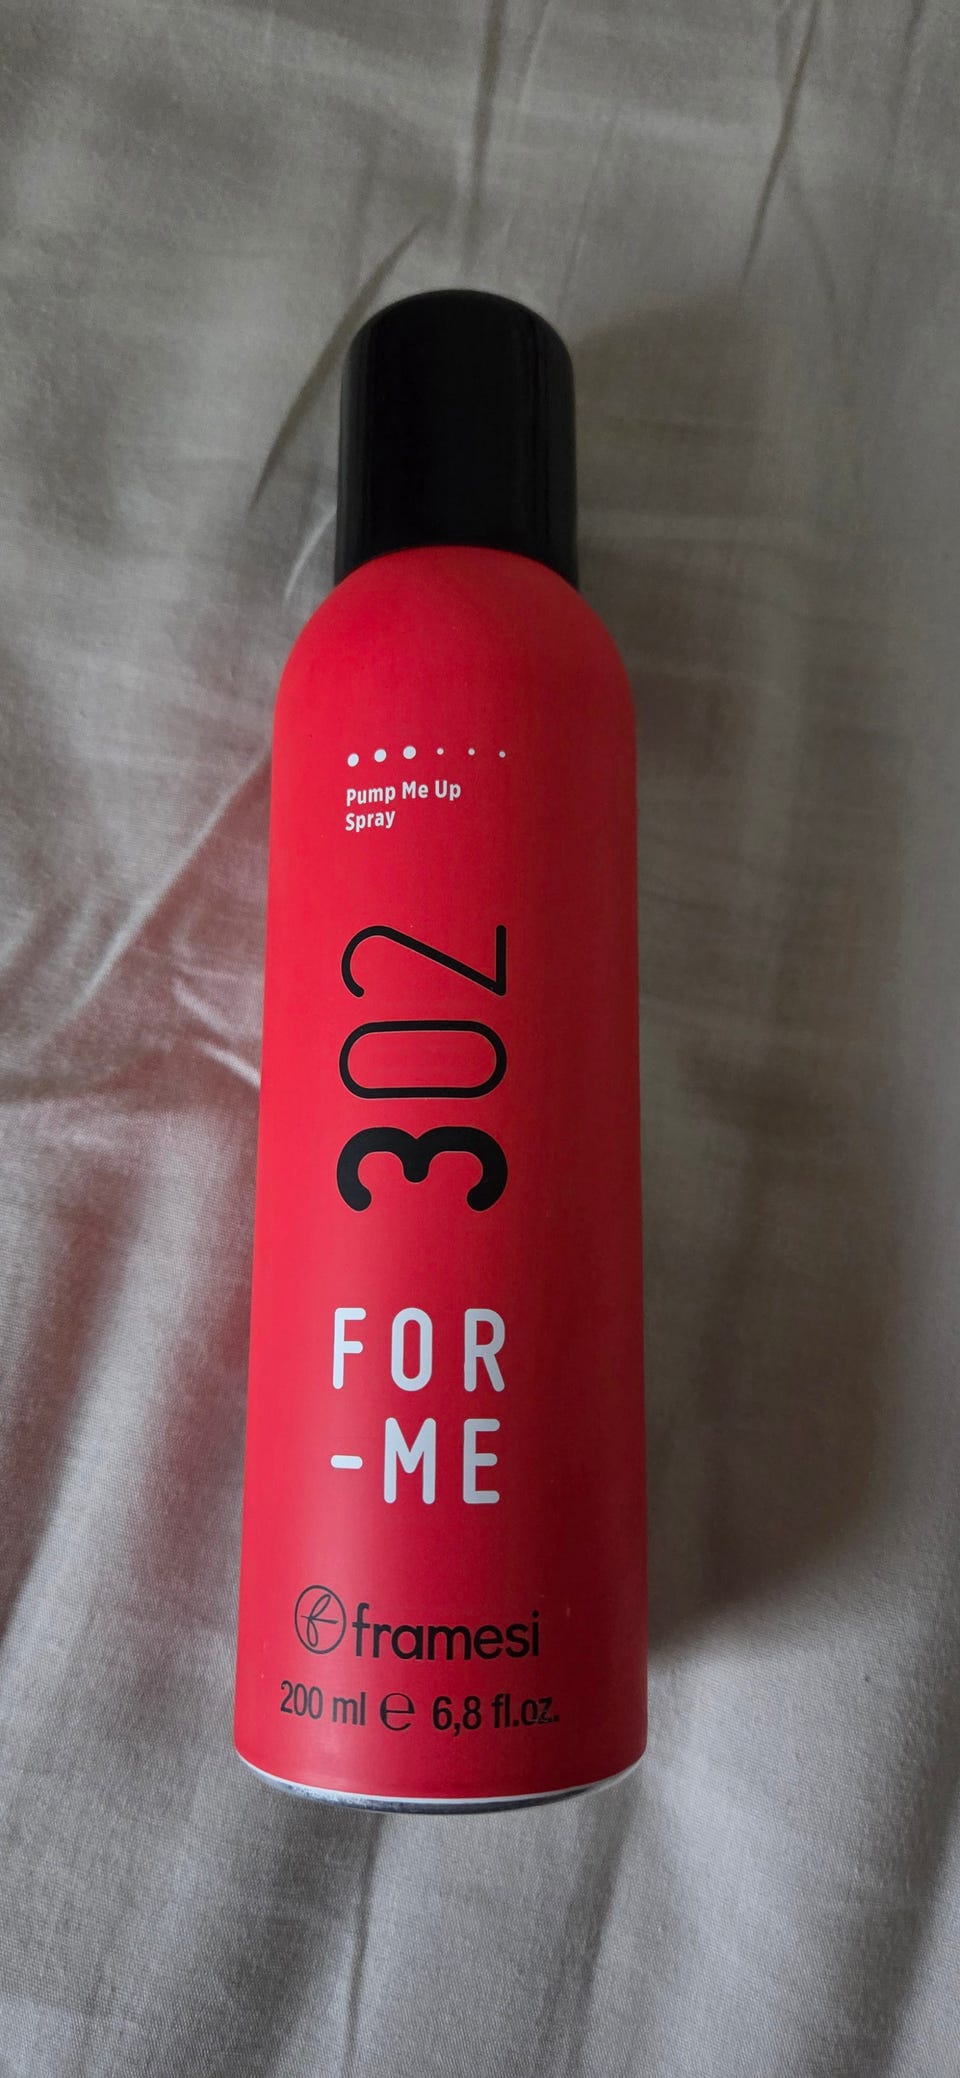 Pump Me Up
Spray
302
FOR
-ME
framesi
200 ml e 6,8 fl.oz.